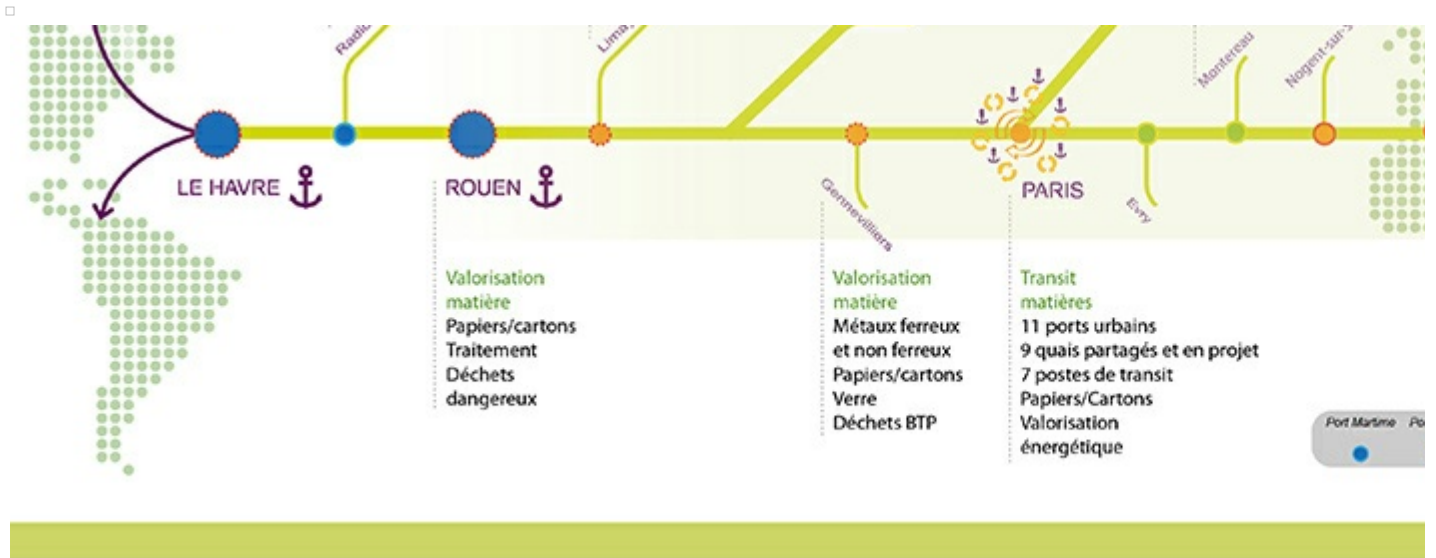 Montereau
LE HAVRE
ROUEN
Gennevilliers
PARIS
Evry
Valorisation
matière
Papiers/cartons
Traitement
Déchets
dangereux
Valorisation
matière
Métaux ferreux
et non ferreux
Papiers/cartons
Verre
Déchets BTP
Transit
matières
11 ports urbains
9 quais partagés et en projet
7 postes de transit
Papiers/Cartons
Valorisation
énergétique
Port Martime